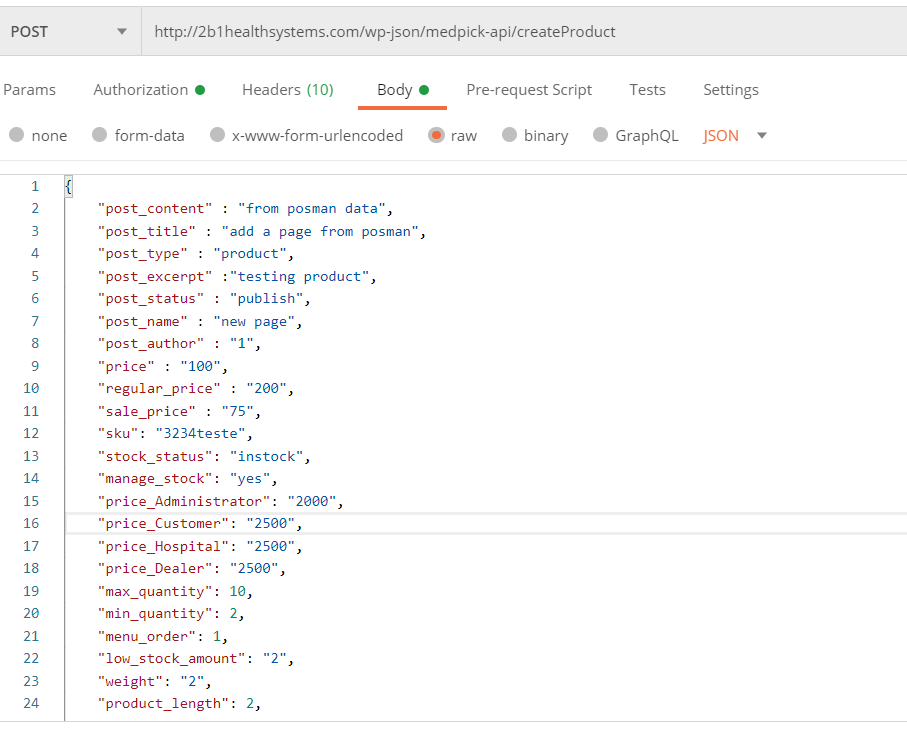 POST http://2b1healthsystems.com/wp-json/medpick-api/createProduct
Params Authorization Headers (10) Body Pre-request Script Tests Settings
none form-data x-www-form-urlencoded raw binary GraphQL JSON
1 {
2 "post_content" : "from posman data",
3 "post_title" : "add a page from posman",
4 "post_type" : "product",
5 "post_excerpt" :"testing product",
6 "post_status" : "publish",
7 "post_name" : "new page",
8 "post_author" : "1",
9 "price" : "100",
10 "regular_price" : "200",
11 "sale_price" : "75",
12 "sku": "3234teste",
13 "stock_status": "instock",
14 "manage_stock": "yes",
15 "price_Administrator": "2000",
16 "price_Customer": "2500",
17 "price_Hospital": "2500",
18 "price_Dealer": "2500",
19 "max_quantity": 10,
20 "min_quantity": 2,
21 "menu_order": 1,
22 "low_stock_amount": "2",
23 "weight": "2",
24 "product_length": 2,